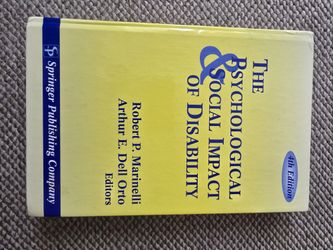 4th Edition
THE
PSYCHOLOGICAL
& SOCIAL IMPACT
OF DISABILITY
Robert P. Marinelli
Arthur E. Dell Orto
Editors
Springer Publishing Company